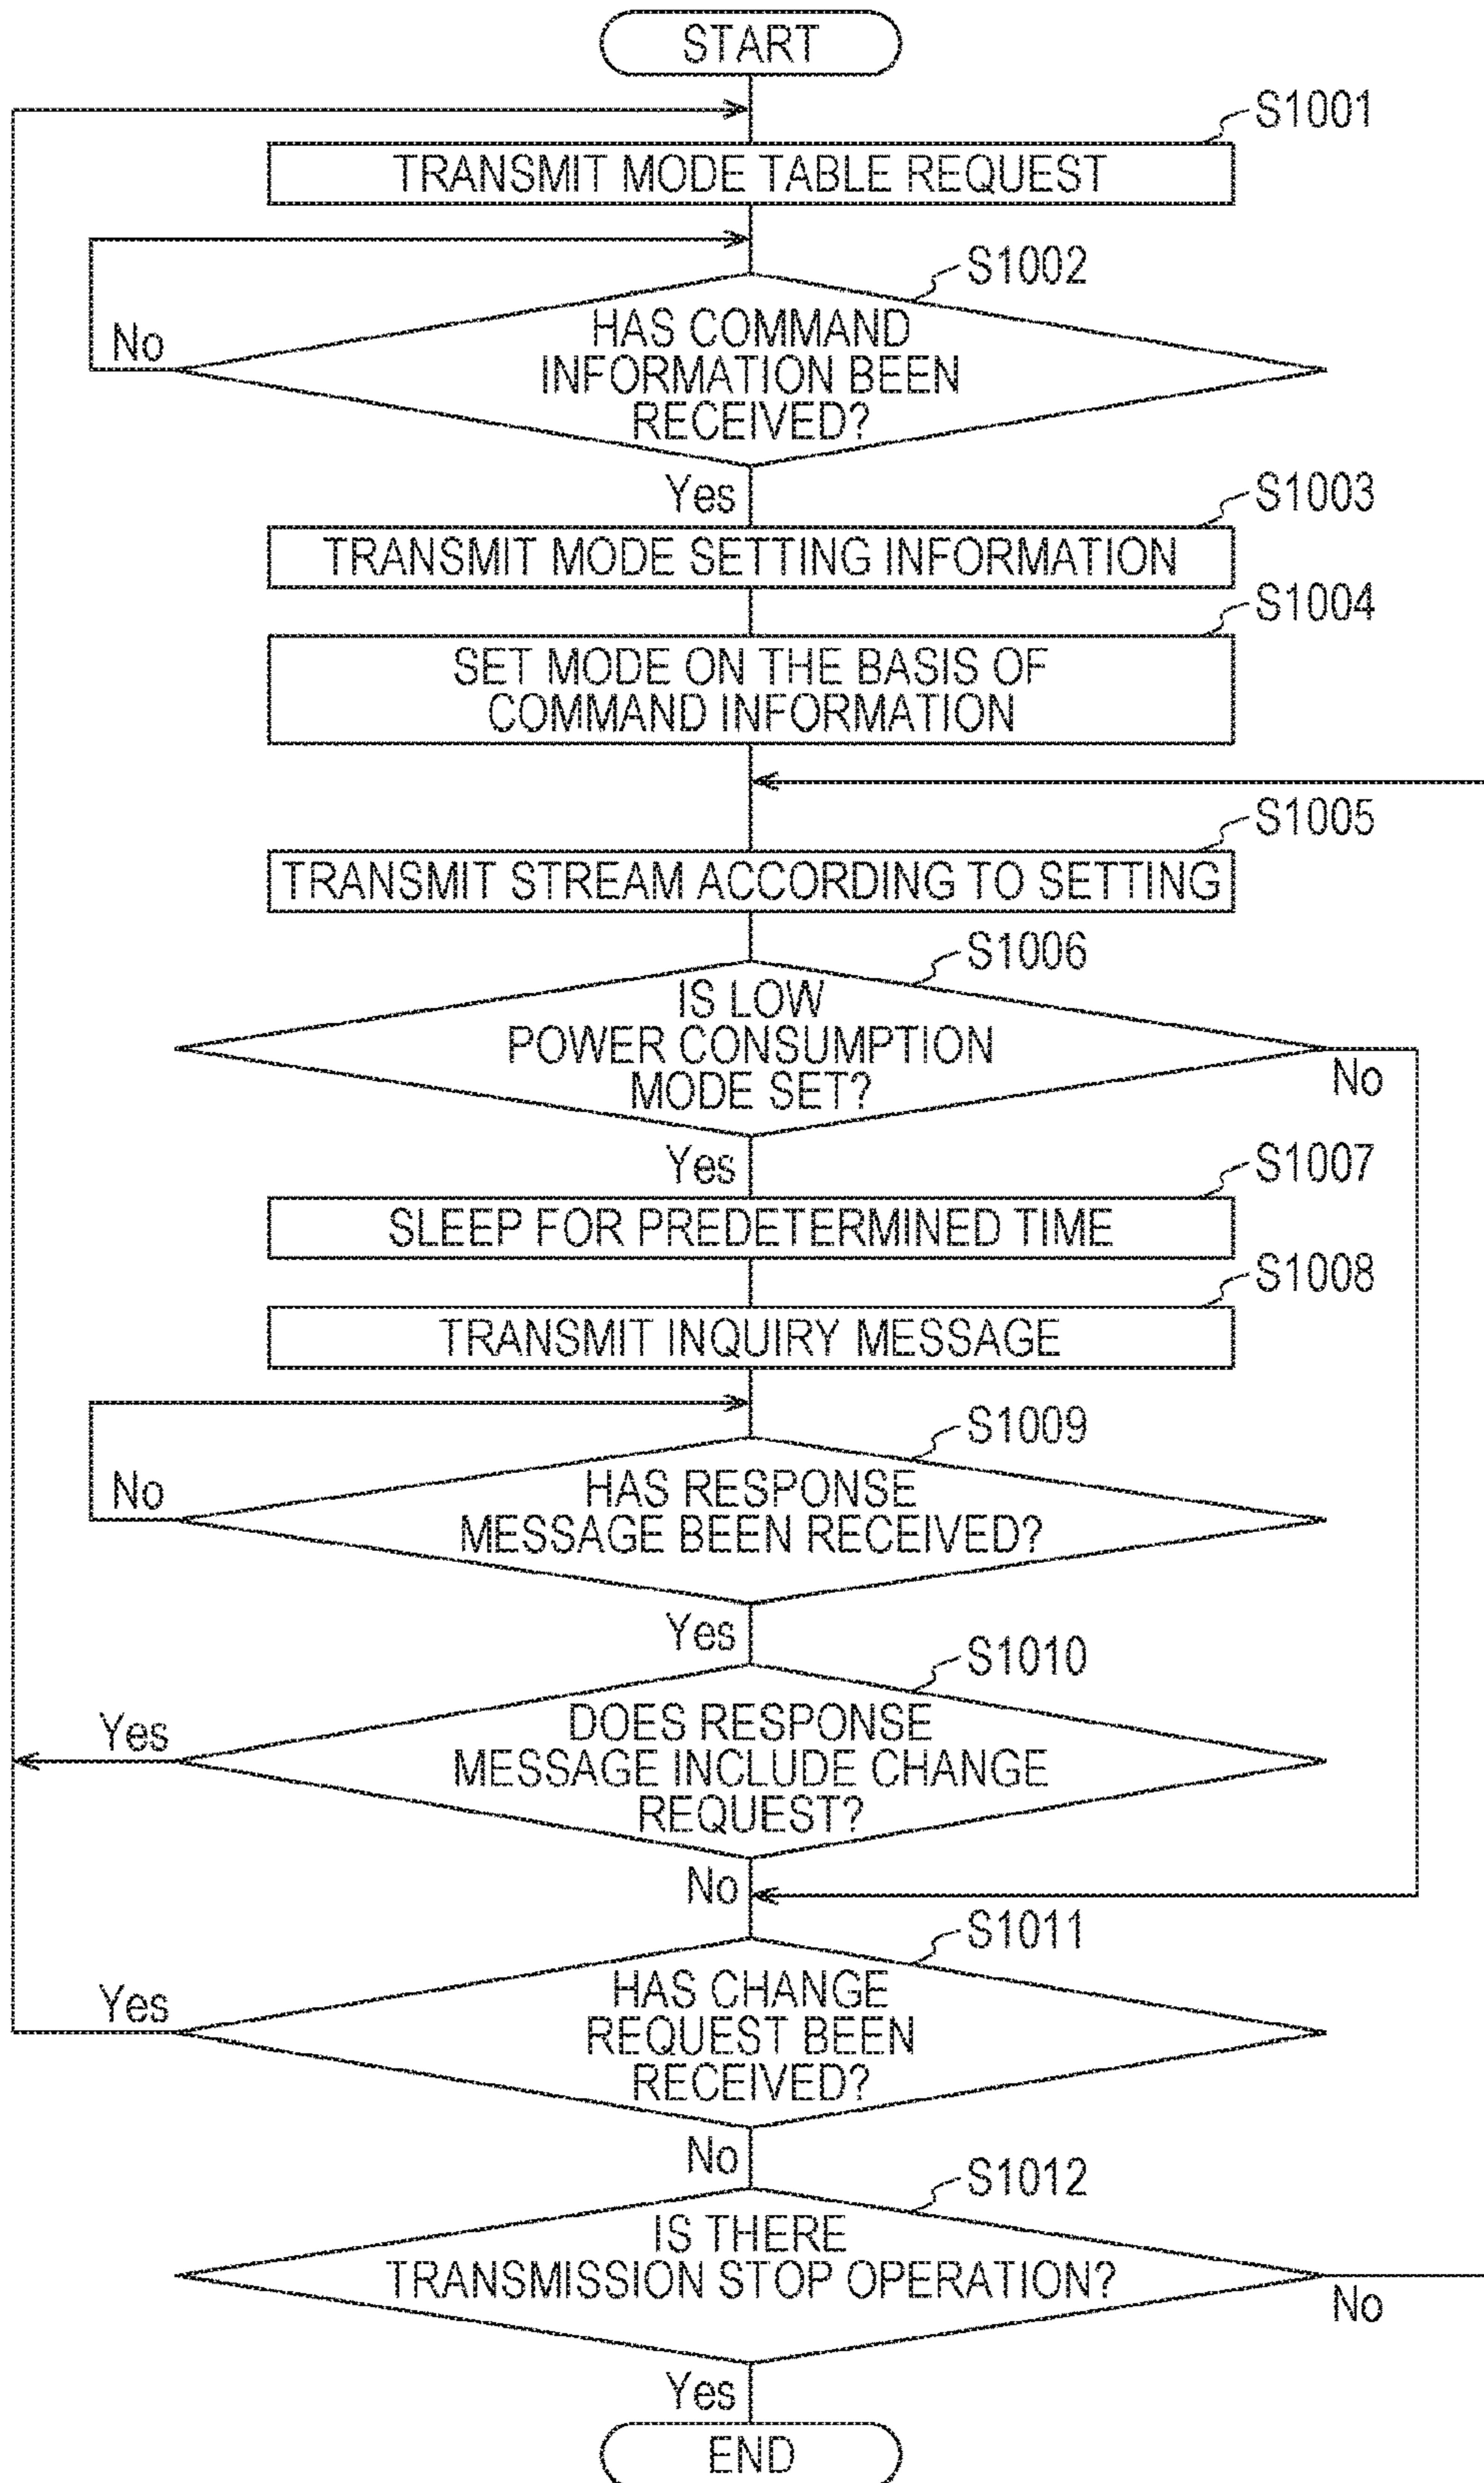 START
S1001
TRANSMIT MODE TABLE REQUEST
S1002
HAS COMMAND
INFORMATION BEEN
RECEIVED?
No
Yes
S1003
TRANSMIT MODE SETTING INFORMATION
S1004
SET MODE ON THE BASIS OF
COMMAND INFORMATION
S1005
TRANSMIT STREAM ACCORDING TO SETTING
S1006
IS LOW
POWER CONSUMPTION
MODE SET?
No
Yes
S1007
SLEEP FOR PREDETERMINED TIME
S1008
TRANSMIT INQUIRY MESSAGE
S1009
HAS RESPONSE
MESSAGE BEEN RECEIVED?
No
Yes
S1010
DOES RESPONSE
MESSAGE INCLUDE CHANGE
REQUEST?
Yes
No
S1011
HAS CHANGE
REQUEST BEEN
RECEIVED?
Yes
No
S1012
IS THERE
TRANSMISSION STOP OPERATION?
No
Yes
END